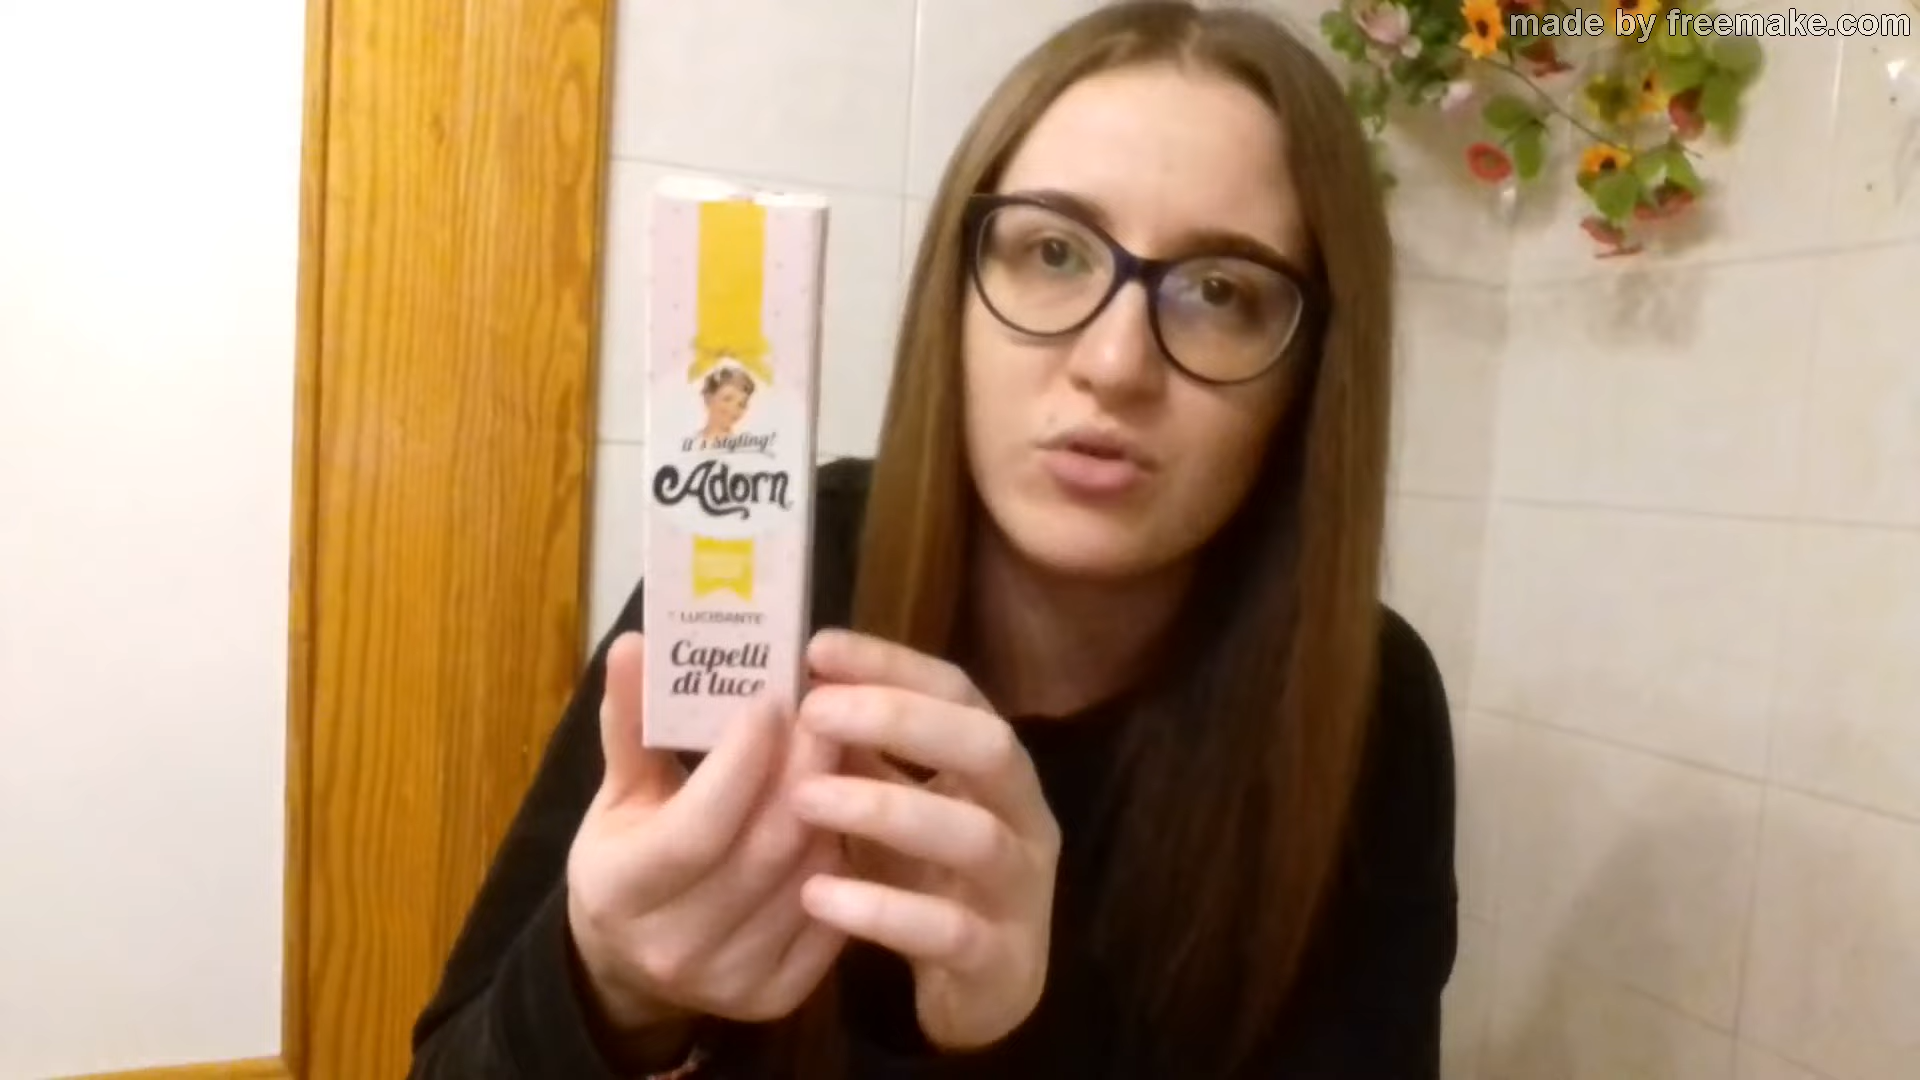 made by freemake.com
It's Styling!
Adorn
LUCIDANTE
Capelli
di luce